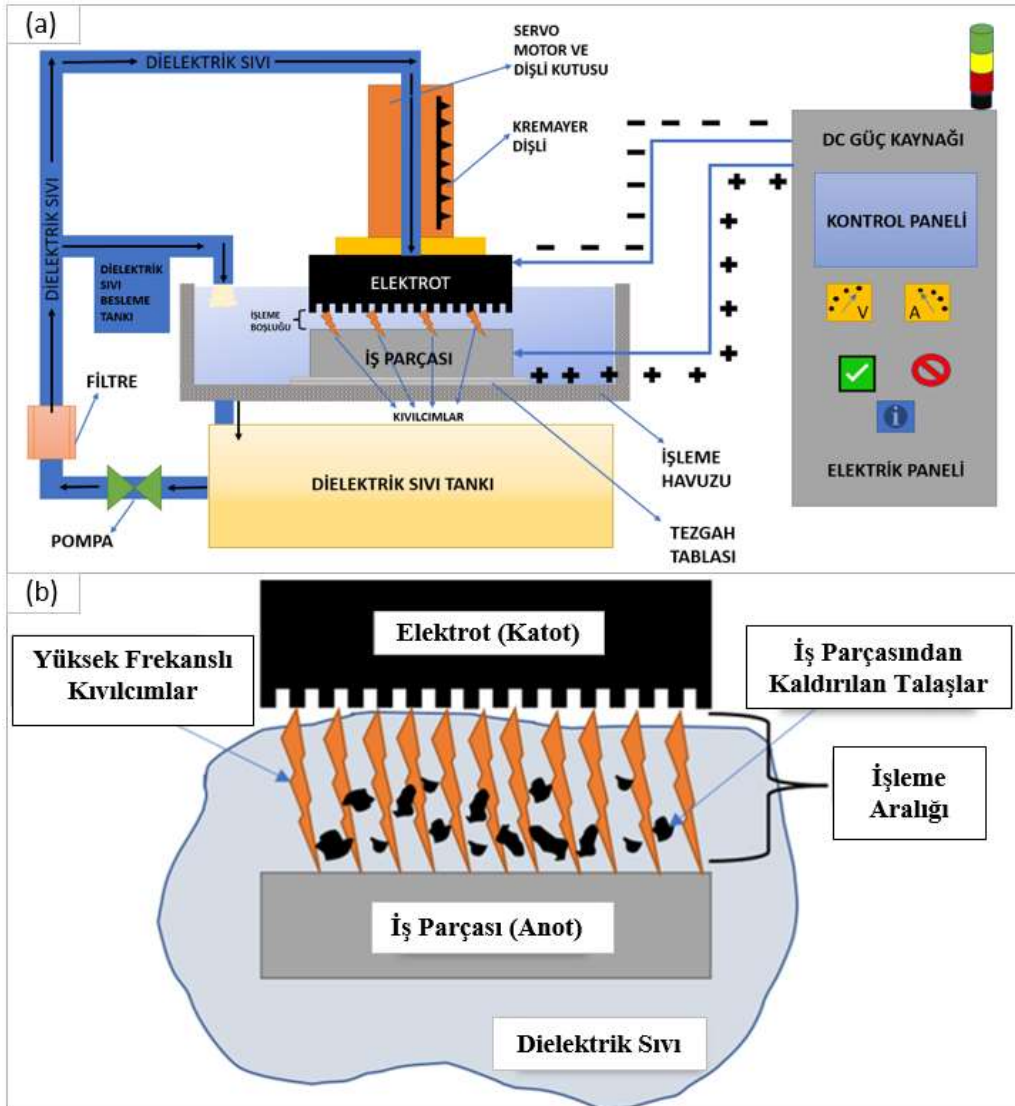 (a)
DİELEKTRİK SIVI
SERVO
MOTOR VE
DİŞLİ KUTUSU
KREMAYER
DİŞLİ
DC GÜÇ KAYNAĞI
KONTROL PANELİ
V
A
i
ELEKTRİK PANELİ
DİELEKTRİK SIVI
DİELEKTRİK
SIVI
BESLEME
TANKI
ELEKTROT
İŞLEME
BOŞLUĞU
İŞ PARÇASI
KIVILCIMLAR
FİLTRE
DİELEKTRİK SIVI TANKI
POMPA
İŞLEME
HAVUZU
TEZGAH
TABLASI
(b)
Elektrot (Katot)
Yüksek Frekanslı
Kıvılcımlar
İş Parçasından
Kaldırılan Talaşlar
İşleme
Aralığı
İş Parçası (Anot)
Dielektrik Sıvı